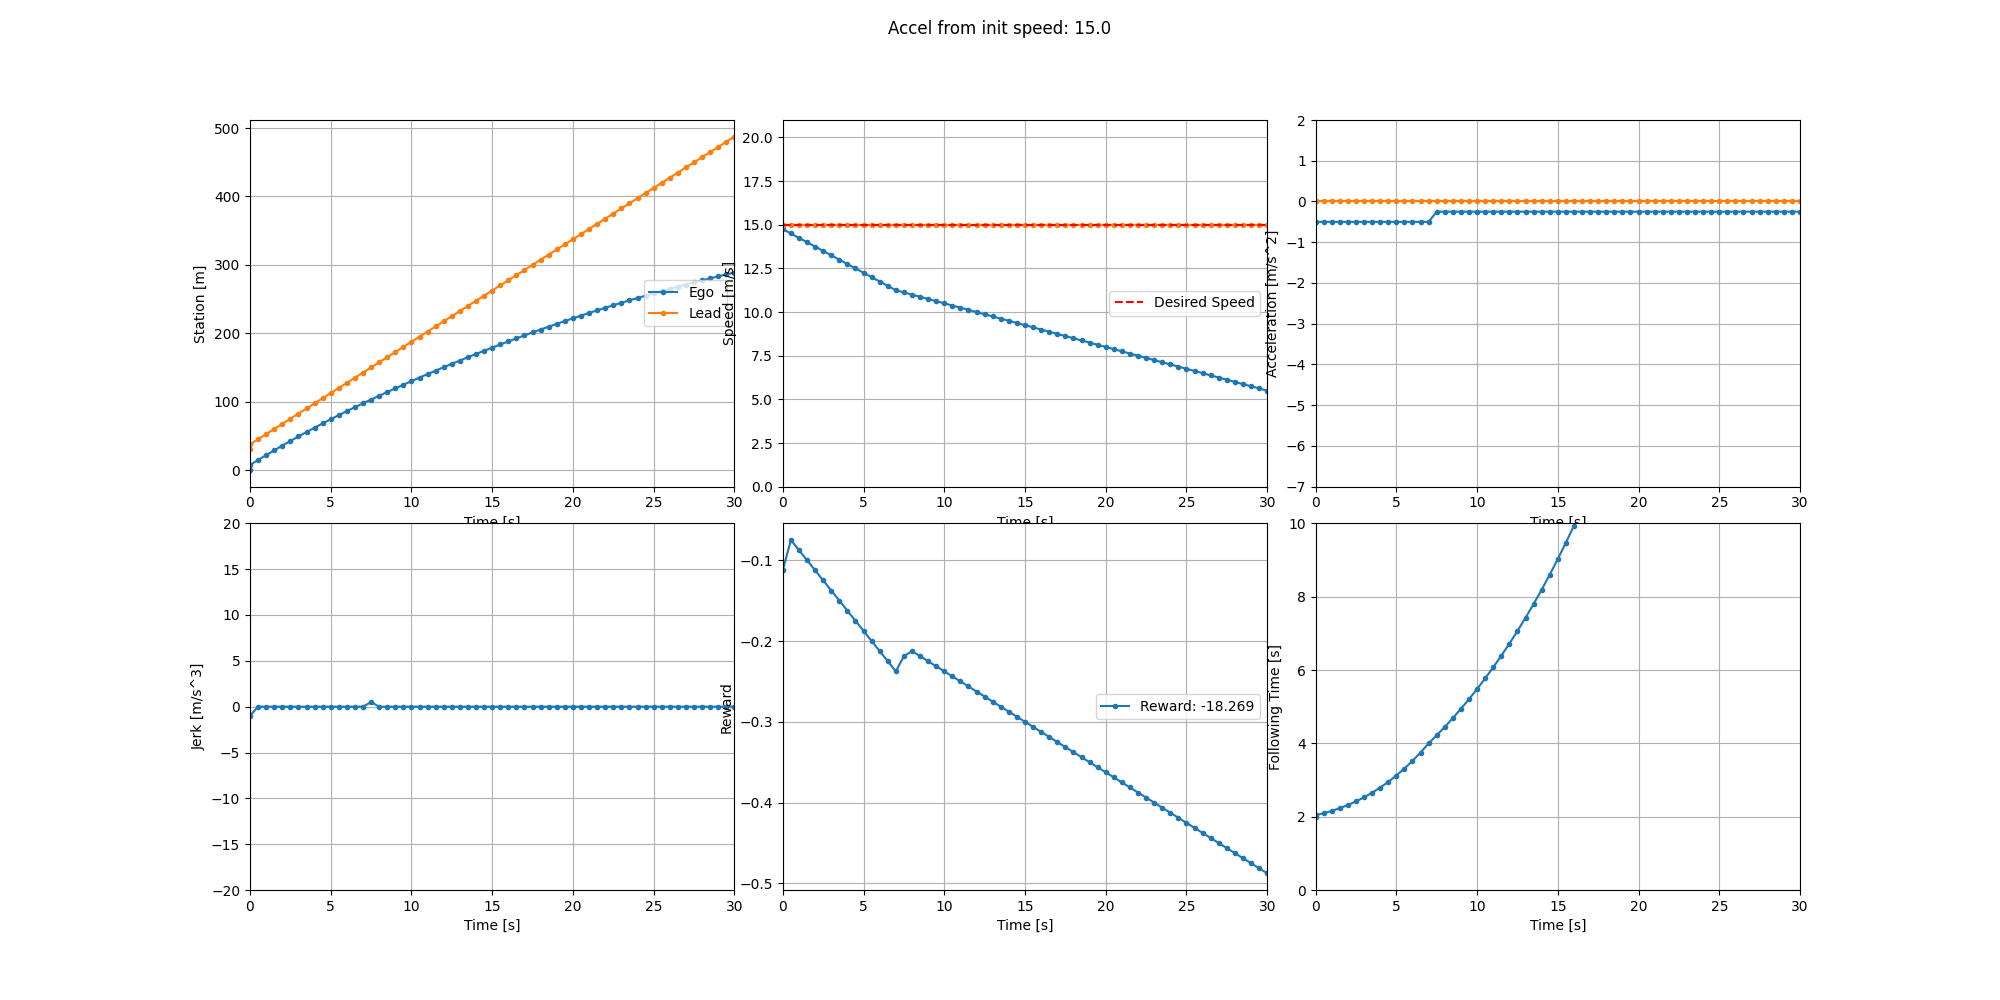 Accel from init speed: 15.0
500
400
300
200
100
0
Station [m]
Ego
Lead
0 5 10 15 20 25 30
Time [s]
20.0
17.5
15.0
12.5
10.0
7.5
5.0
2.5
0.0
Speed [m/s]
Desired Speed
0 5 10 15 20 25 30
Time [s]
2
1
0
−1
−2
−3
−4
−5
−6
−7
Acceleration [m/s^2]
0 5 10 15 20 25 30
Time [s]
20
15
10
5
0
−5
−10
−15
−20
Jerk [m/s^3]
0 5 10 15 20 25 30
Time [s]
−0.1
−0.2
−0.3
−0.4
−0.5
Reward
Reward: -18.269
0 5 10 15 20 25 30
Time [s]
10
8
6
4
2
0
Following Time [s]
0 5 10 15 20 25 30
Time [s]